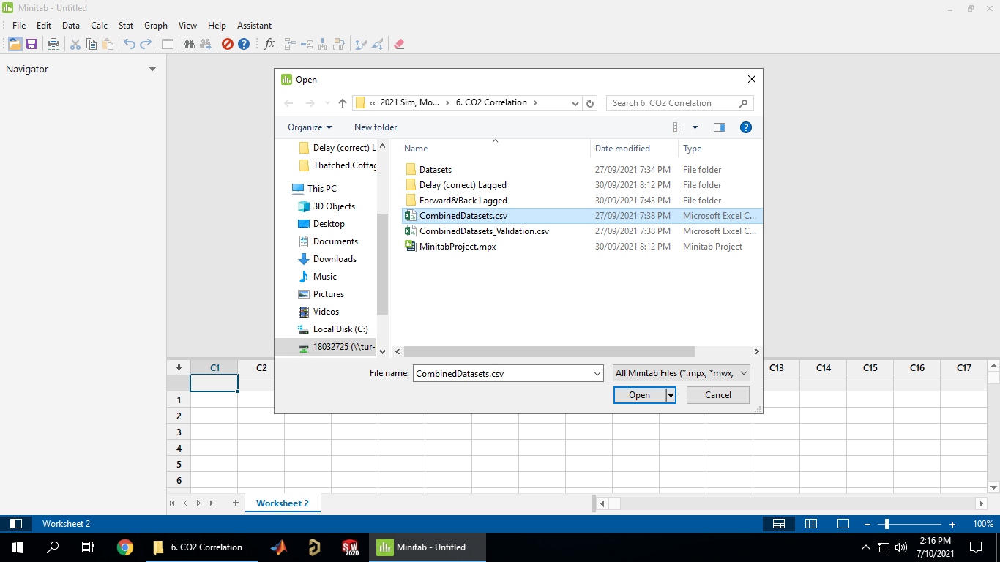 Minitab - Untitled
File Edit Data Calc Stat Graph View Help Assistant
fx
Navigator
Open
« 2021 Sim, Mo... > 6. CO2 Correlation >
Search 6. CO2 Correlation
Organize New folder
Delay (correct) L
Thatched Cottag
This PC
3D Objects
Desktop
Documents
Downloads
Music
Pictures
Videos
Local Disk (C:)
18032725 (\\tur-
Name Date modified Type
Datasets 27/09/2021 7:34 PM File folder
Delay (correct) Lagged 30/09/2021 8:12 PM File folder
Forward&Back Lagged 30/09/2021 7:43 PM File folder
CombinedDatasets.csv 27/09/2021 7:38 PM Microsoft Excel C...
CombinedDatasets_Validation.csv 27/09/2021 7:38 PM Microsoft Excel C...
MinitabProject.mpx 30/09/2021 8:12 PM Minitab Project
File name: CombinedDatasets.csv All Minitab Files (*.mpx, *mwx,
Open Cancel
C1 C2 C13 C14 C15 C16 C17
1
2
3
4
5
6
Worksheet 2
Worksheet 2 100%
6. CO2 Correlation
SW 2020
Minitab - Untitled
2:16 PM
7/10/2021